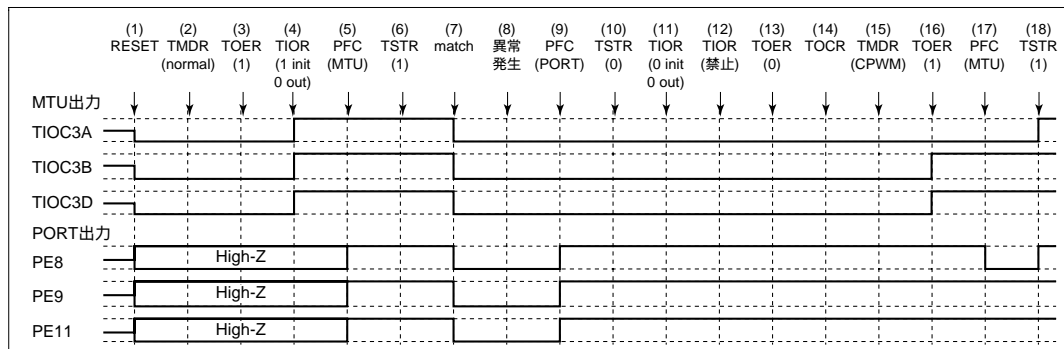 (1) (2) (3) (4) (5) (6) (7) (8) (9) (10) (11) (12) (13) (14) (15) (16) (17) (18)
RESET TMDR TOER TIOR PFC TSTR match 異常 PFC TSTR TIOR TIOR TOER TOCR TMDR TOER PFC TSTR
(normal) (1) (1 init (MTU) (1) 発生 (PORT) (0) (0 init (禁止) (0) (CPWM) (1) (MTU) (1)
0 out) 0 out)
MTU出力
TIOC3A
TIOC3B
TIOC3D
PORT出力
PE8 High-Z
PE9 High-Z
PE11 High-Z